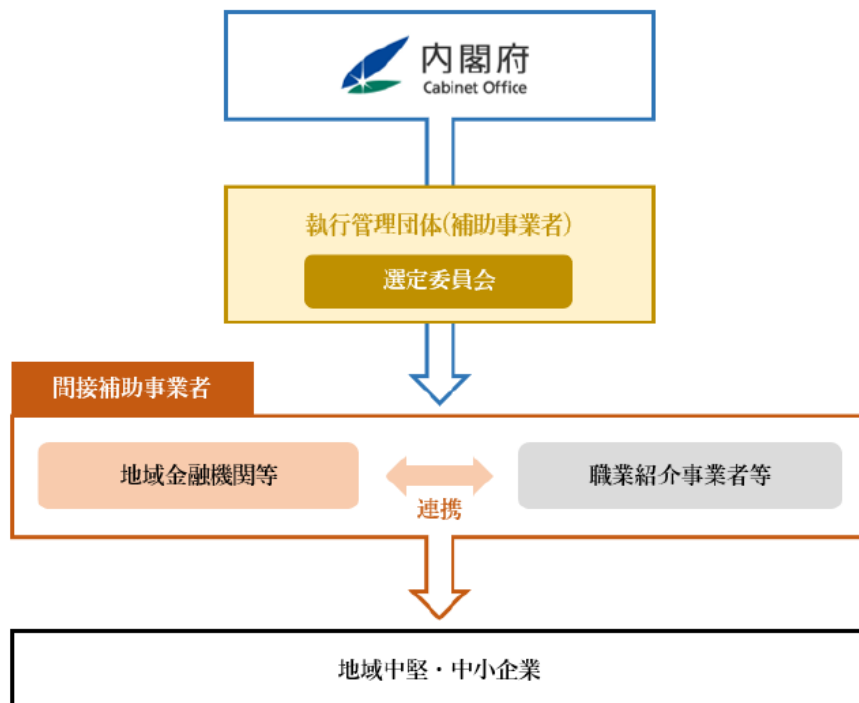 内閣府
Cabinet Office
執行管理団体(補助事業者)
選定委員会
間接補助事業者
地域金融機関等
連携
職業紹介事業者等
地域中堅・中小企業